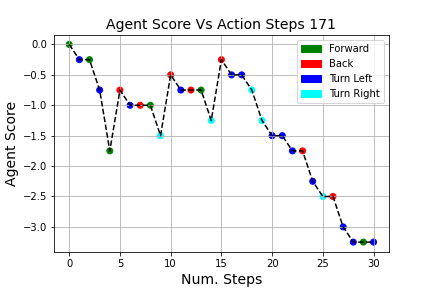 Agent Score Vs Action Steps 171
Forward
Back
Turn Left
Turn Right
Agent Score
0.0
−0.5
−1.0
−1.5
−2.0
−2.5
−3.0
0 5 10 15 20 25 30
Num. Steps